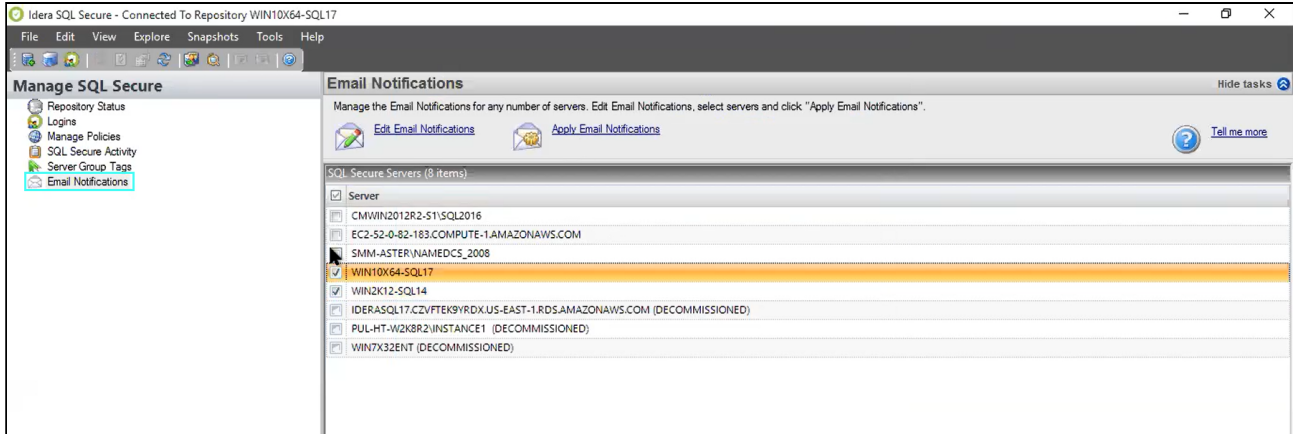 Idera SQL Secure - Connected To Repository WIN10X64-SQL17
File Edit View Explore Snapshots Tools Help
Manage SQL Secure
Repository Status
Logins
Manage Policies
SQL Secure Activity
Server Group Tags
Email Notifications
Email Notifications
Hide tasks
Manage the Email Notifications for any number of servers. Edit Email Notifications, select servers and click "Apply Email Notifications".
Edit Email Notifications Apply Email Notifications
Tell me more
SQL Secure Servers (8 items)
Server
CMWIN2012R2-S1\SQL2016
EC2-52-0-82-183.COMPUTE-1.AMAZONAWS.COM
SMM-ASTER\NAMEDCS_2008
WIN10X64-SQL17
WIN2K12-SQL14
IDERASQL17.CZVFTEK9YRDX.US-EAST-1.RDS.AMAZONAWS.COM (DECOMMISSIONED)
PUL-HT-W2K8R2\INSTANCE1 (DECOMMISSIONED)
WIN7X32ENT (DECOMMISSIONED)